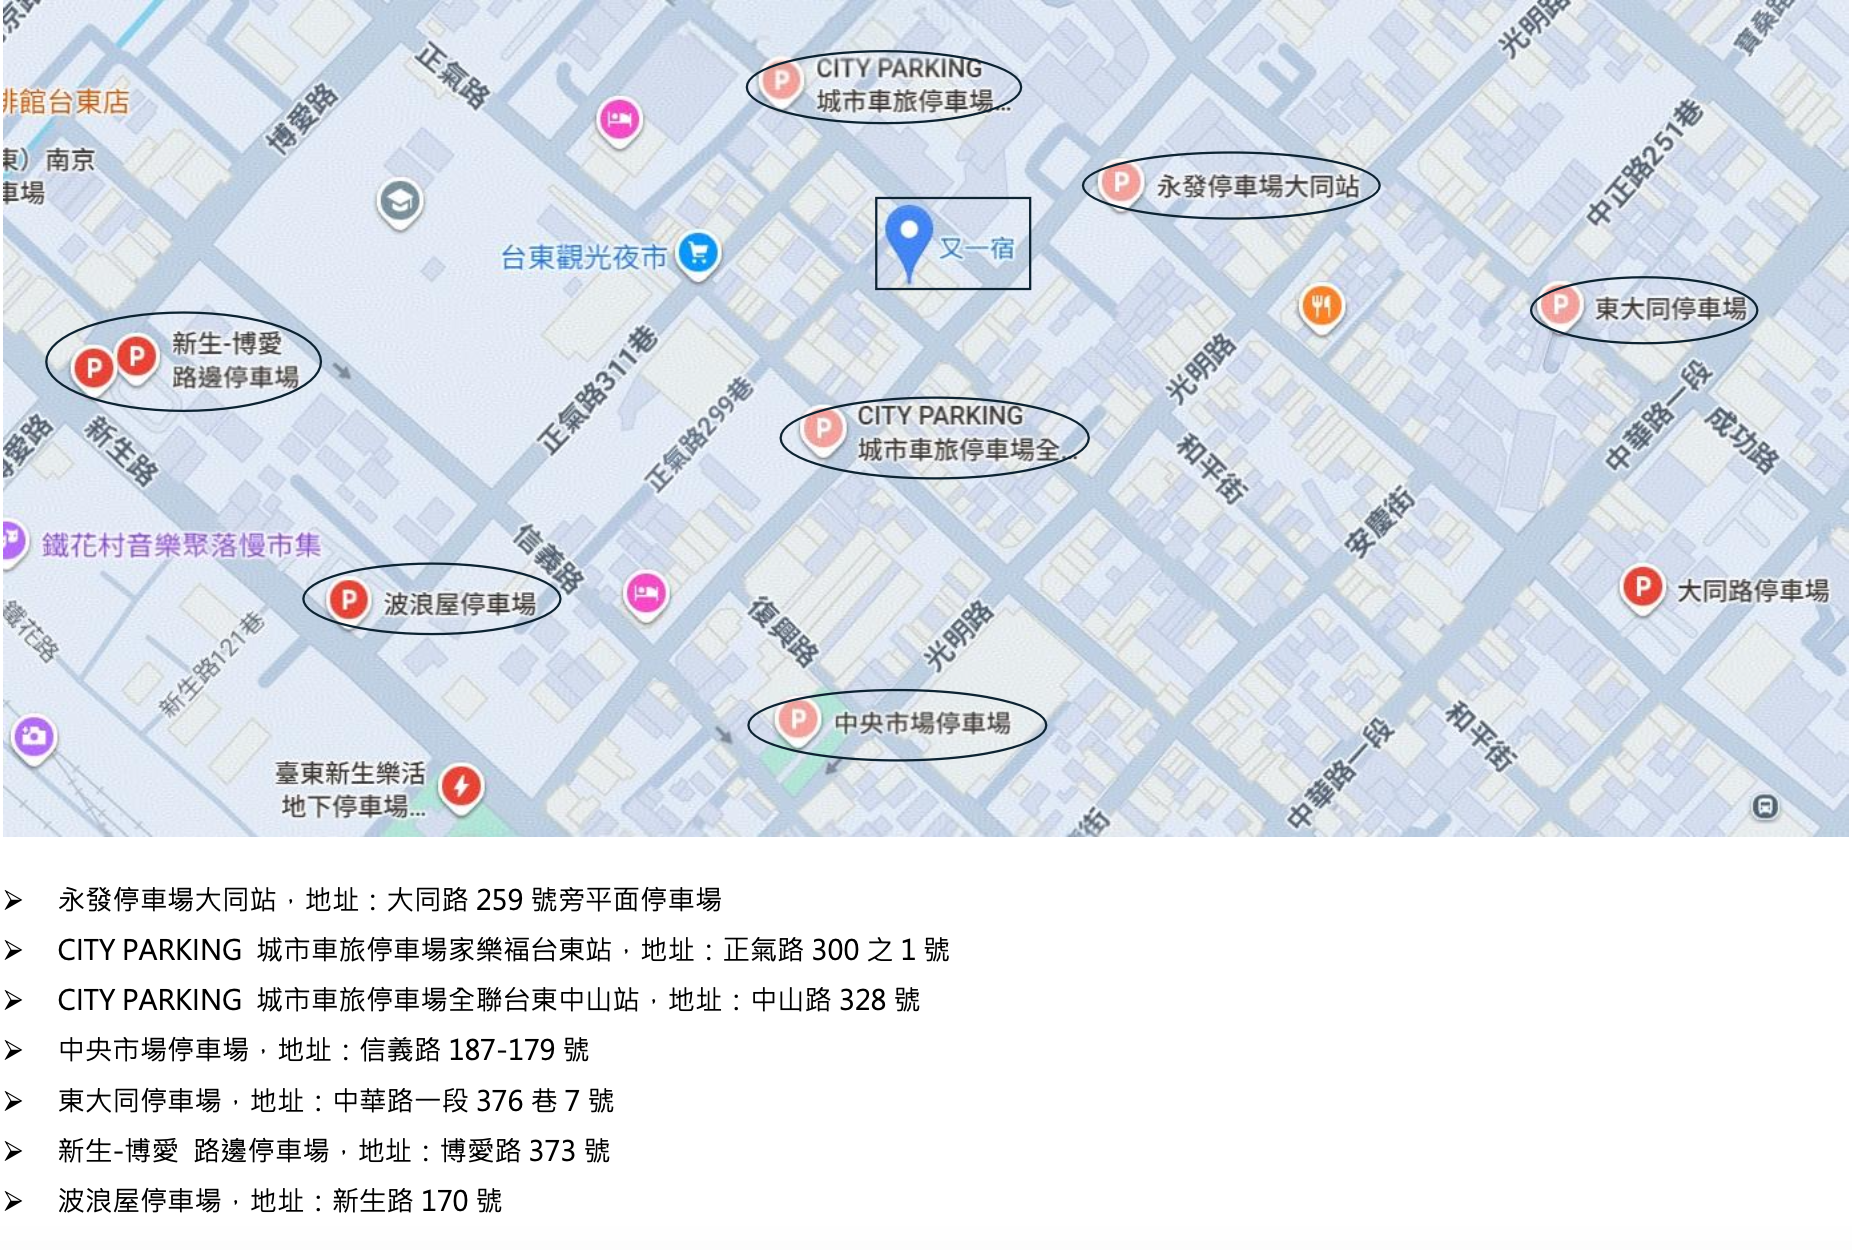 正氣路
博愛路
啡館台東店
東）南京
車場
CITY PARKING
城市車旅停車場...
光明路
寶桑路
中正路251巷
永發停車場大同站
台東觀光夜市
又一宿
東大同停車場
新生-博愛
路邊停車場
正氣路311巷
正氣路299巷
光明路
中華路一段
成功路
CITY PARKING
城市車旅停車場全...
新生路
博愛路
和平街
安慶街
鐵花村音樂聚落慢市集
信義路
波浪屋停車場
大同路停車場
鐵花路
新生路121巷
復興路
光明路
中央市場停車場
和平街
中華路一段
臺東新生樂活
地下停車場...
街
➢ 永發停車場大同站，地址：大同路 259 號旁平面停車場
➢ CITY PARKING 城市車旅停車場家樂福台東站，地址：正氣路 300 之 1 號
➢ CITY PARKING 城市車旅停車場全聯台東中山站，地址：中山路 328 號
➢ 中央市場停車場，地址：信義路 187-179 號
➢ 東大同停車場，地址：中華路一段 376 巷 7 號
➢ 新生-博愛 路邊停車場，地址：博愛路 373 號
➢ 波浪屋停車場，地址：新生路 170 號